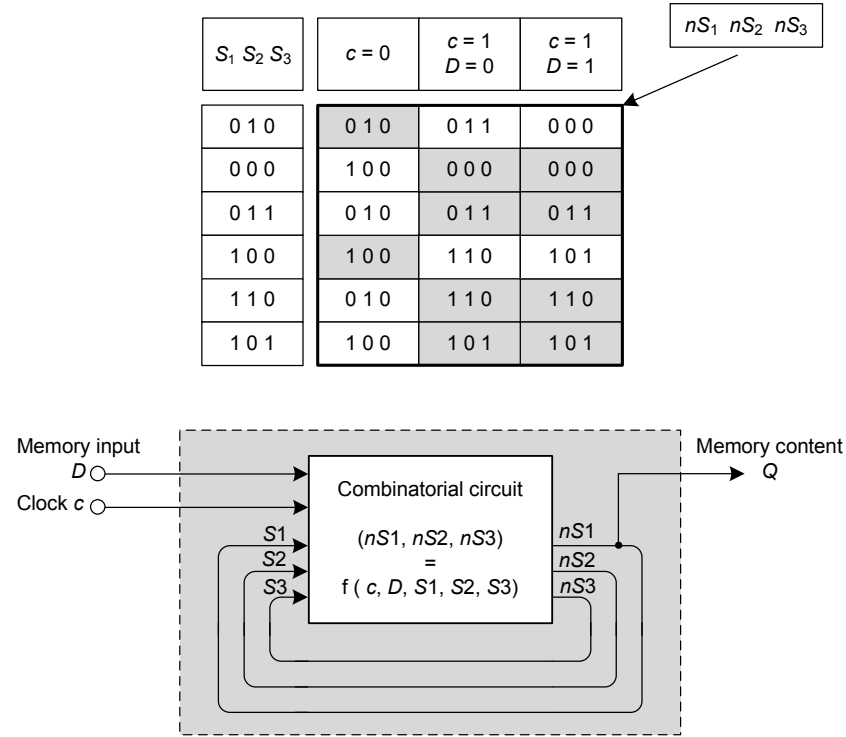 nS1 nS2 nS3
S1 S2 S3 c = 0 c = 1 D = 0 c = 1 D = 1
0 1 0 0 1 0 0 1 1 0 0 0
0 0 0 1 0 0 0 0 0 0 0 0
0 1 1 0 1 0 0 1 1 0 1 1
1 0 0 1 0 0 1 1 0 1 0 1
1 1 0 0 1 0 1 1 0 1 1 0
1 0 1 1 0 0 1 0 1 1 0 1
Memory input
D
Clock c
Memory content
Q
Combinatorial circuit
(nS1, nS2, nS3)
=
f ( c, D, S1, S2, S3)
S1
S2
S3
nS1
nS2
nS3